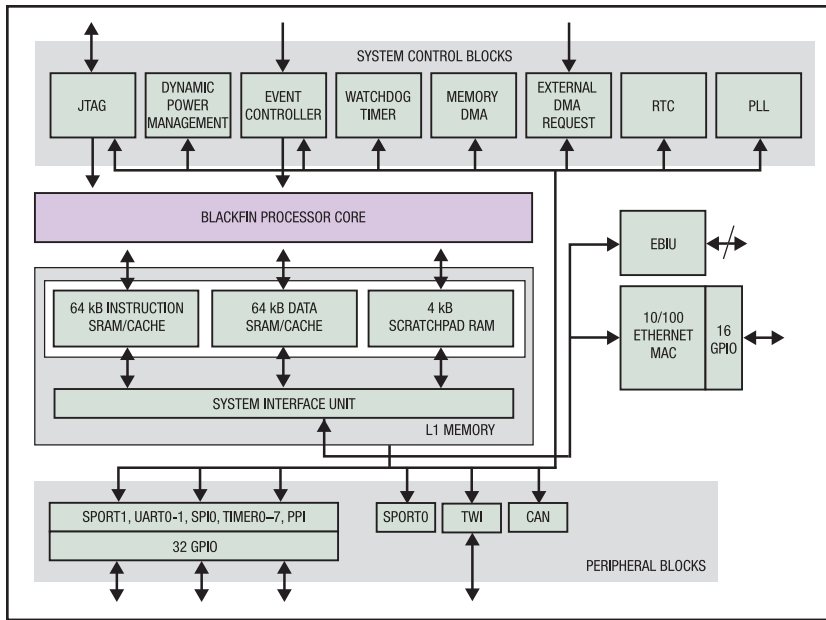 SYSTEM CONTROL BLOCKS
JTAG
DYNAMIC
POWER
MANAGEMENT
EVENT
CONTROLLER
WATCHDOG
TIMER
MEMORY
DMA
EXTERNAL
DMA
REQUEST
RTC
PLL
BLACKFIN PROCESSOR CORE
EBIU
64 kB INSTRUCTION
SRAM/CACHE
64 kB DATA
SRAM/CACHE
4 kB
SCRATCHPAD RAM
10/100
ETHERNET
MAC
16
GPIO
SYSTEM INTERFACE UNIT
L1 MEMORY
SPORT1, UART0-1, SPI0, TIMER0–7, PPI
32 GPIO
SPORT0
TWI
CAN
PERIPHERAL BLOCKS